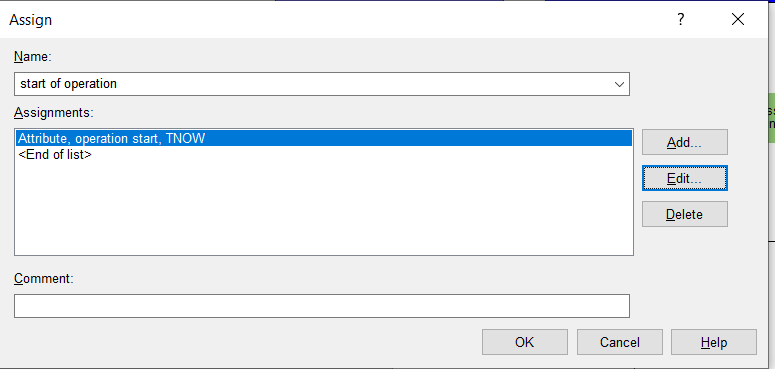 Assign
?
Name:
start of operation
Assignments:
Attribute, operation start, TNOW
<End of list>
Add...
Edit...
Delete
Comment:
OK
Cancel
Help